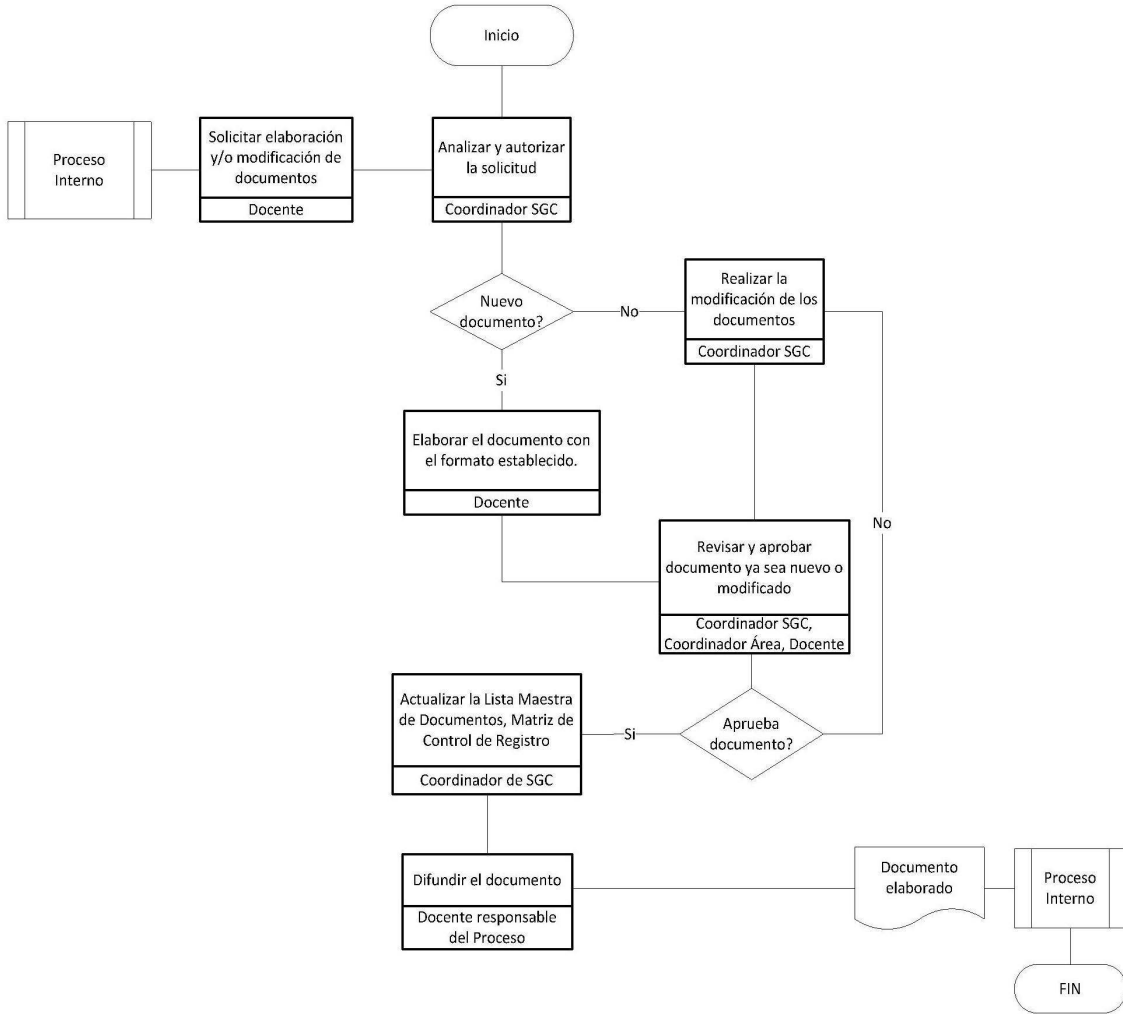 Inicio
Proceso
Interno
Solicitar elaboración
y/o modificación de
documentos
Docente
Analizar y autorizar
la solicitud
Coordinador SGC
Nuevo
documento?
No
Realizar la
modificación de los
documentos
Coordinador SGC
Si
Elaborar el documento con
el formato establecido.
Docente
No
Revisar y aprobar
documento ya sea nuevo o
modificado
Coordinador SGC,
Coordinador Área, Docente
Aprueba
documento?
Si
Actualizar la Lista Maestra
de Documentos, Matriz de
Control de Registro
Coordinador de SGC
Difundir el documento
Docente responsable
del Proceso
Documento
elaborado
Proceso
Interno
FIN